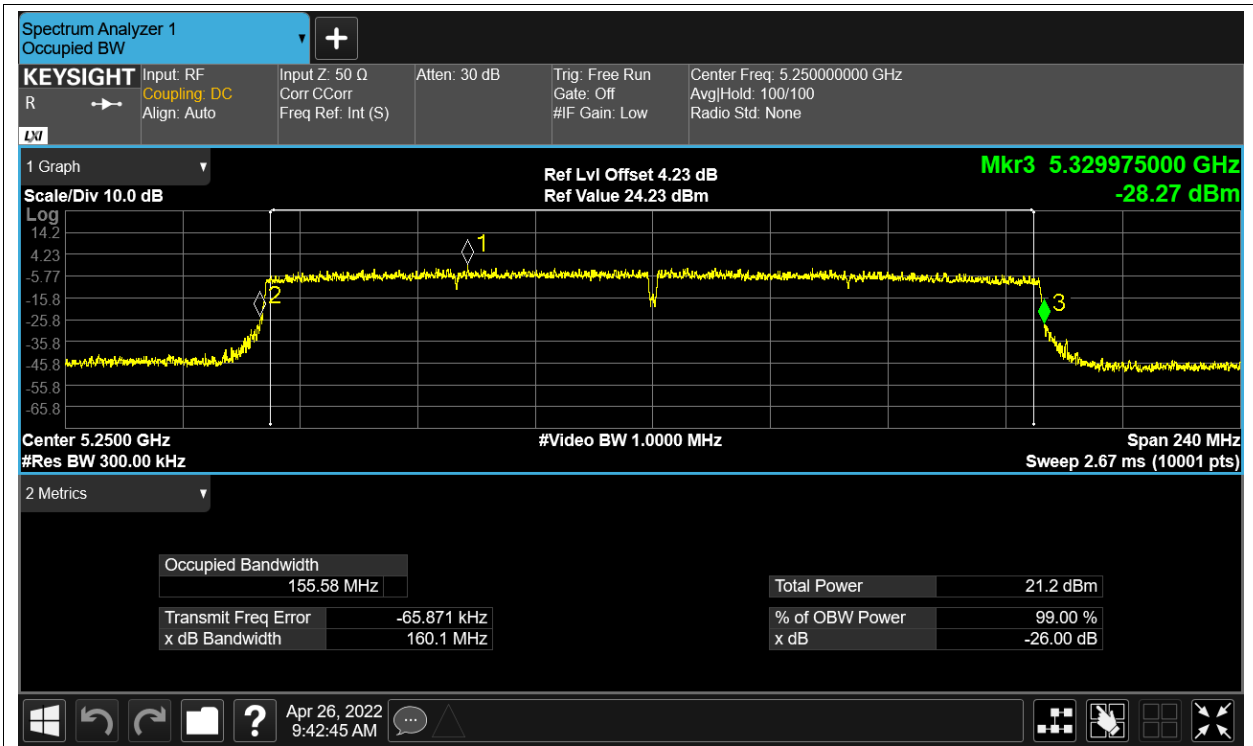 Spectrum Analyzer 1
Occupied BW
KEYSIGHT
R
LXI
Input: RF
Coupling: DC
Align: Auto
Input Z: 50 Ω
Corr CCorr
Freq Ref: Int (S)
Atten: 30 dB
Trig: Free Run
Gate: Off
#IF Gain: Low
Center Freq: 5.250000000 GHz
Avg|Hold: 100/100
Radio Std: None
1 Graph
Scale/Div 10.0 dB
Ref Lvl Offset 4.23 dB
Ref Value 24.23 dBm
Mkr3 5.329975000 GHz
-28.27 dBm
Log
14.2
4.23
-5.77
-15.8
-25.8
-35.8
-45.8
-55.8
-65.8
1
2
3
Center 5.2500 GHz
#Res BW 300.00 kHz
#Video BW 1.0000 MHz
Span 240 MHz
Sweep 2.67 ms (10001 pts)
2 Metrics
Occupied Bandwidth
155.58 MHz
Transmit Freq Error -65.871 kHz
x dB Bandwidth 160.1 MHz
Total Power 21.2 dBm
% of OBW Power 99.00 %
x dB -26.00 dB
?
Apr 26, 2022
9:42:45 AM